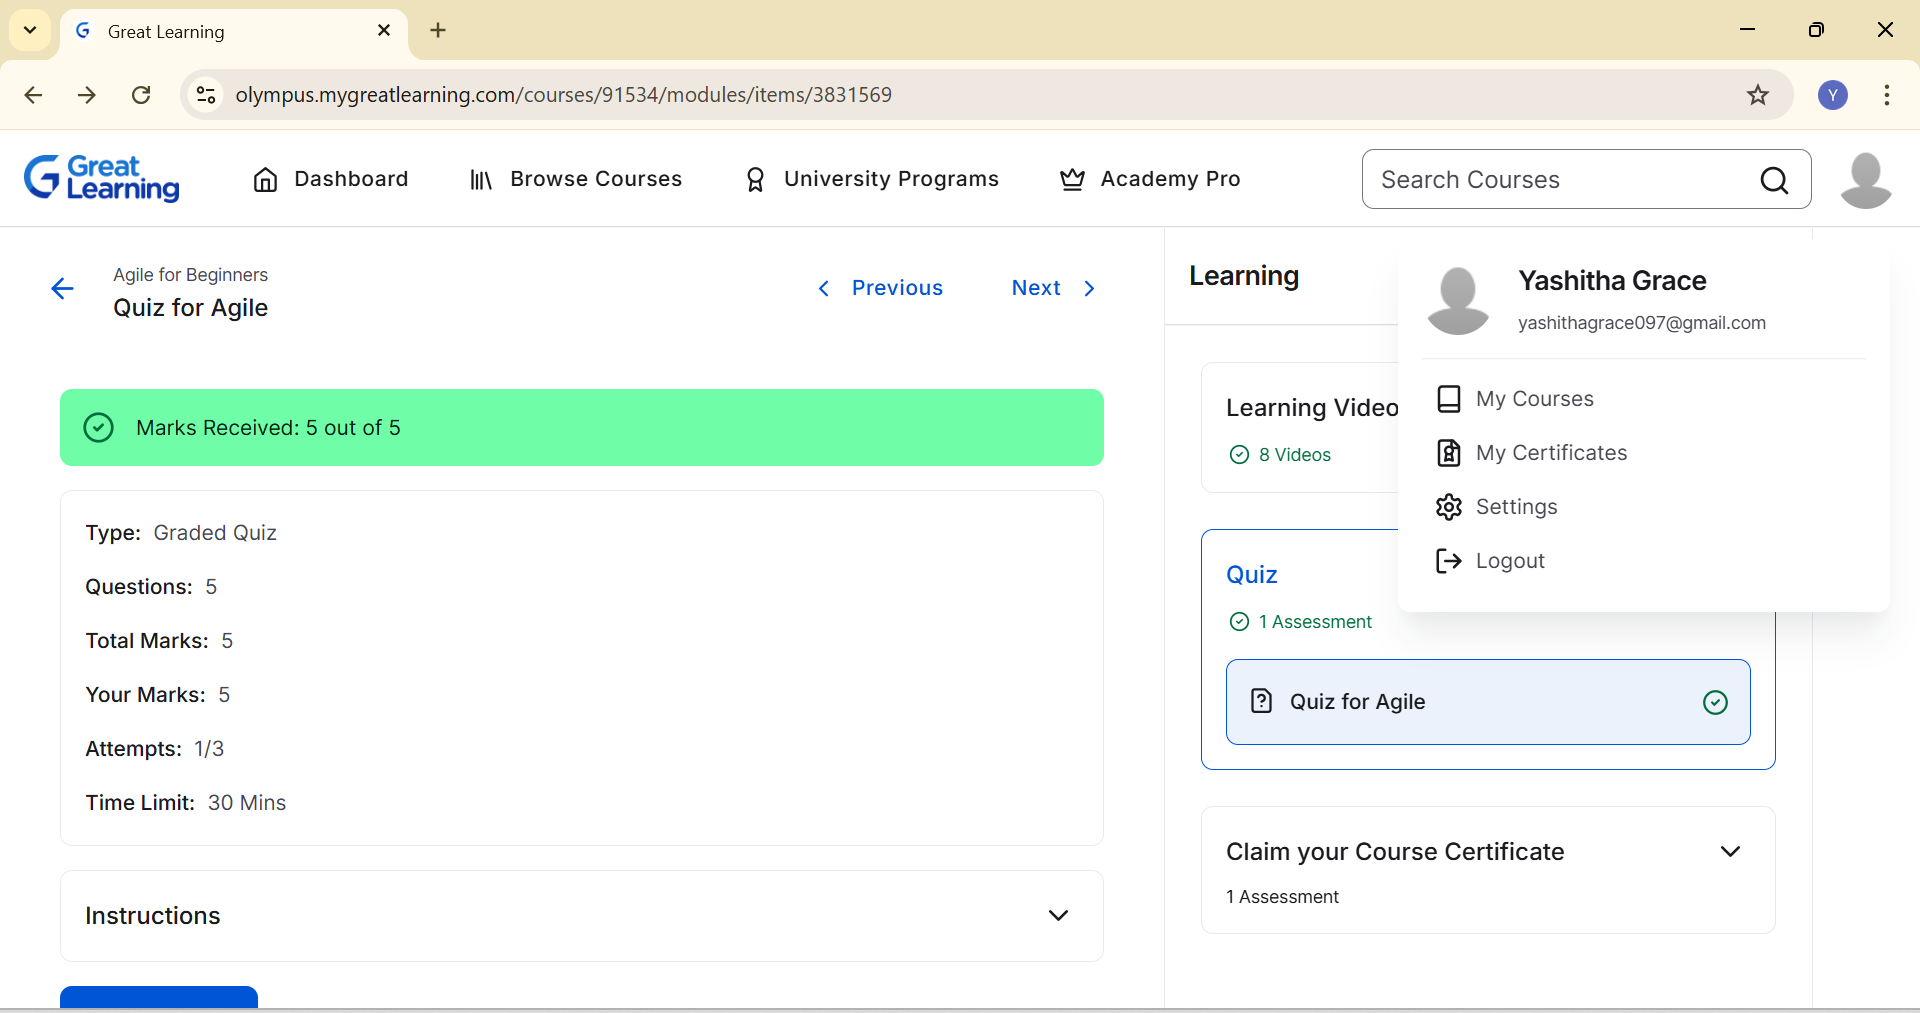 Great Learning
olympus.mygreatlearning.com/courses/91534/modules/items/3831569
Y
Great Learning
Dashboard
Browse Courses
University Programs
Academy Pro
Search Courses
Agile for Beginners
Quiz for Agile
Previous
Next
Marks Received: 5 out of 5
Type: Graded Quiz
Questions: 5
Total Marks: 5
Your Marks: 5
Attempts: 1/3
Time Limit: 30 Mins
Instructions
Learning
Learning Video
8 Videos
Quiz
1 Assessment
Quiz for Agile
Claim your Course Certificate
1 Assessment
Yashitha Grace
yashithagrace097@gmail.com
My Courses
My Certificates
Settings
Logout